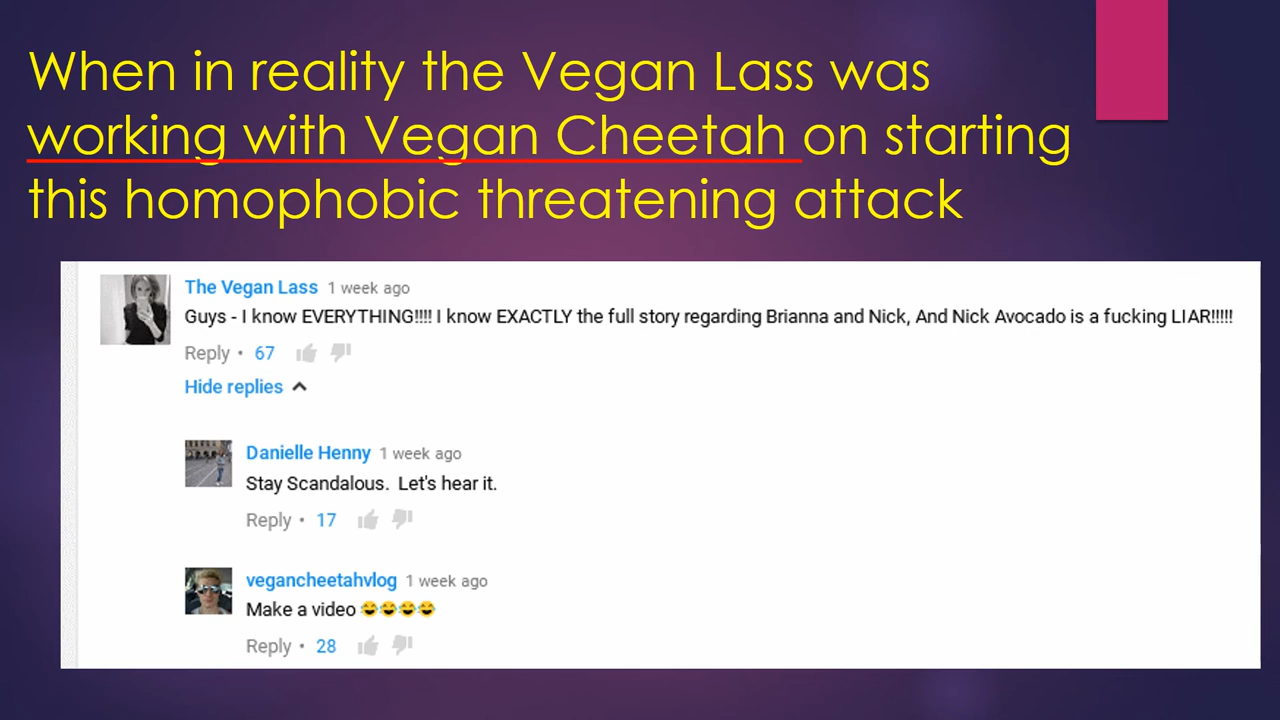 When in reality the Vegan Lass was
working with Vegan Cheetah on starting
this homophobic threatening attack
The Vegan Lass 1 week ago
Guys - I know EVERYTHING!!!! I know EXACTLY the full story regarding Brianna and Nick, And Nick Avocado is a fucking LIAR!!!!!
Reply • 67
Hide replies
Danielle Henny 1 week ago
Stay Scandalous. Let's hear it.
Reply • 17
vegancheetahvlog 1 week ago
Make a video 😂😂😂😂
Reply • 28